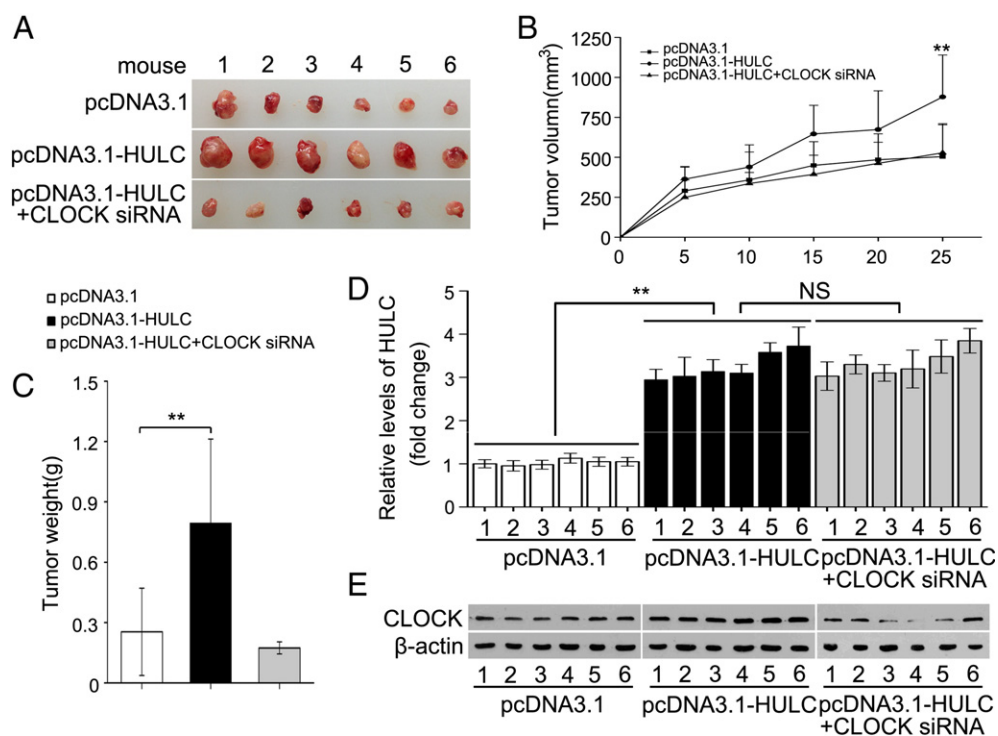 A
mouse 1 2 3 4 5 6
pcDNA3.1
pcDNA3.1-HULC
pcDNA3.1-HULC
+CLOCK siRNA
B
pcDNA3.1
pcDNA3.1-HULC
pcDNA3.1-HULC+CLOCK siRNA
**
Tumor volumn(mm³)
1250
1000
750
500
250
0
0 5 10 15 20 25
pcDNA3.1
pcDNA3.1-HULC
pcDNA3.1-HULC+CLOCK siRNA
C
Tumor weight(g)
1.5
1.2
0.9
0.6
0.3
0
**
D
Relative levels of HULC
(fold change)
5
4
3
2
1
0
** NS
1 2 3 4 5 6 1 2 3 4 5 6 1 2 3 4 5 6
pcDNA3.1 pcDNA3.1-HULC pcDNA3.1-HULC
+CLOCK siRNA
E
CLOCK
β-actin
1 2 3 4 5 6 1 2 3 4 5 6 1 2 3 4 5 6
pcDNA3.1 pcDNA3.1-HULC pcDNA3.1-HULC
+CLOCK siRNA